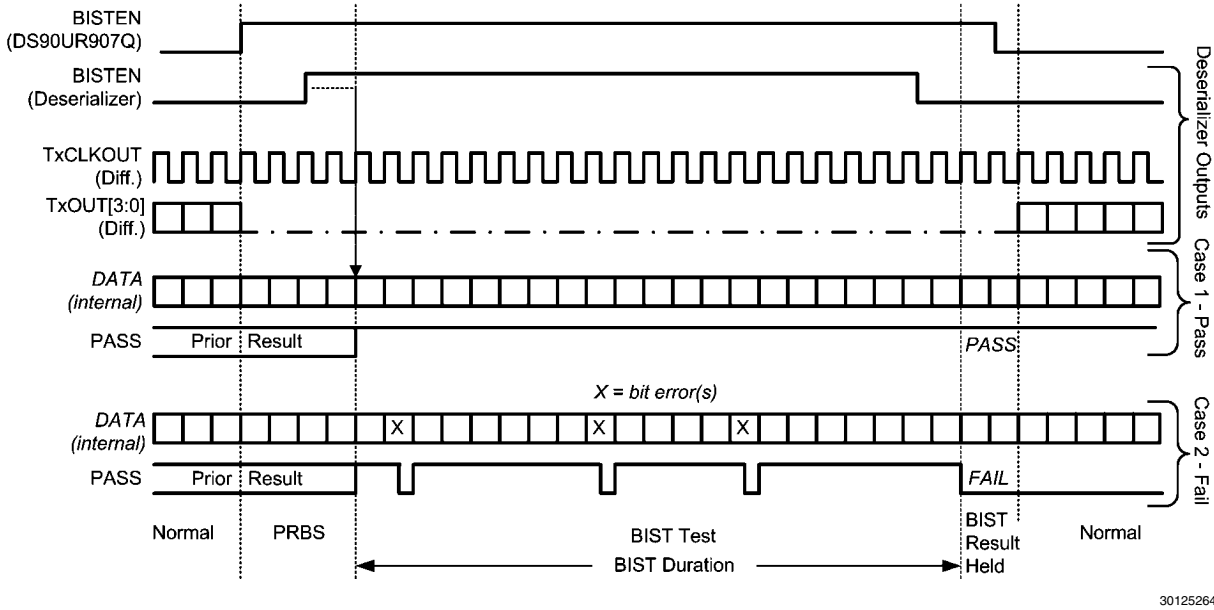 BISTEN
(DS90UR907Q)
BISTEN
(Deserializer)
TxCLKOUT
(Diff.)
TxOUT[3:0]
(Diff.)
Deserializer Outputs
DATA
(internal)
PASS
Prior Result
PASS
Case 1 - Pass
X = bit error(s)
DATA
(internal)
X
X
X
PASS
Prior Result
FAIL
Case 2 - Fail
Normal
PRBS
BIST Test
BIST Duration
BIST
Result
Held
Normal
30125264